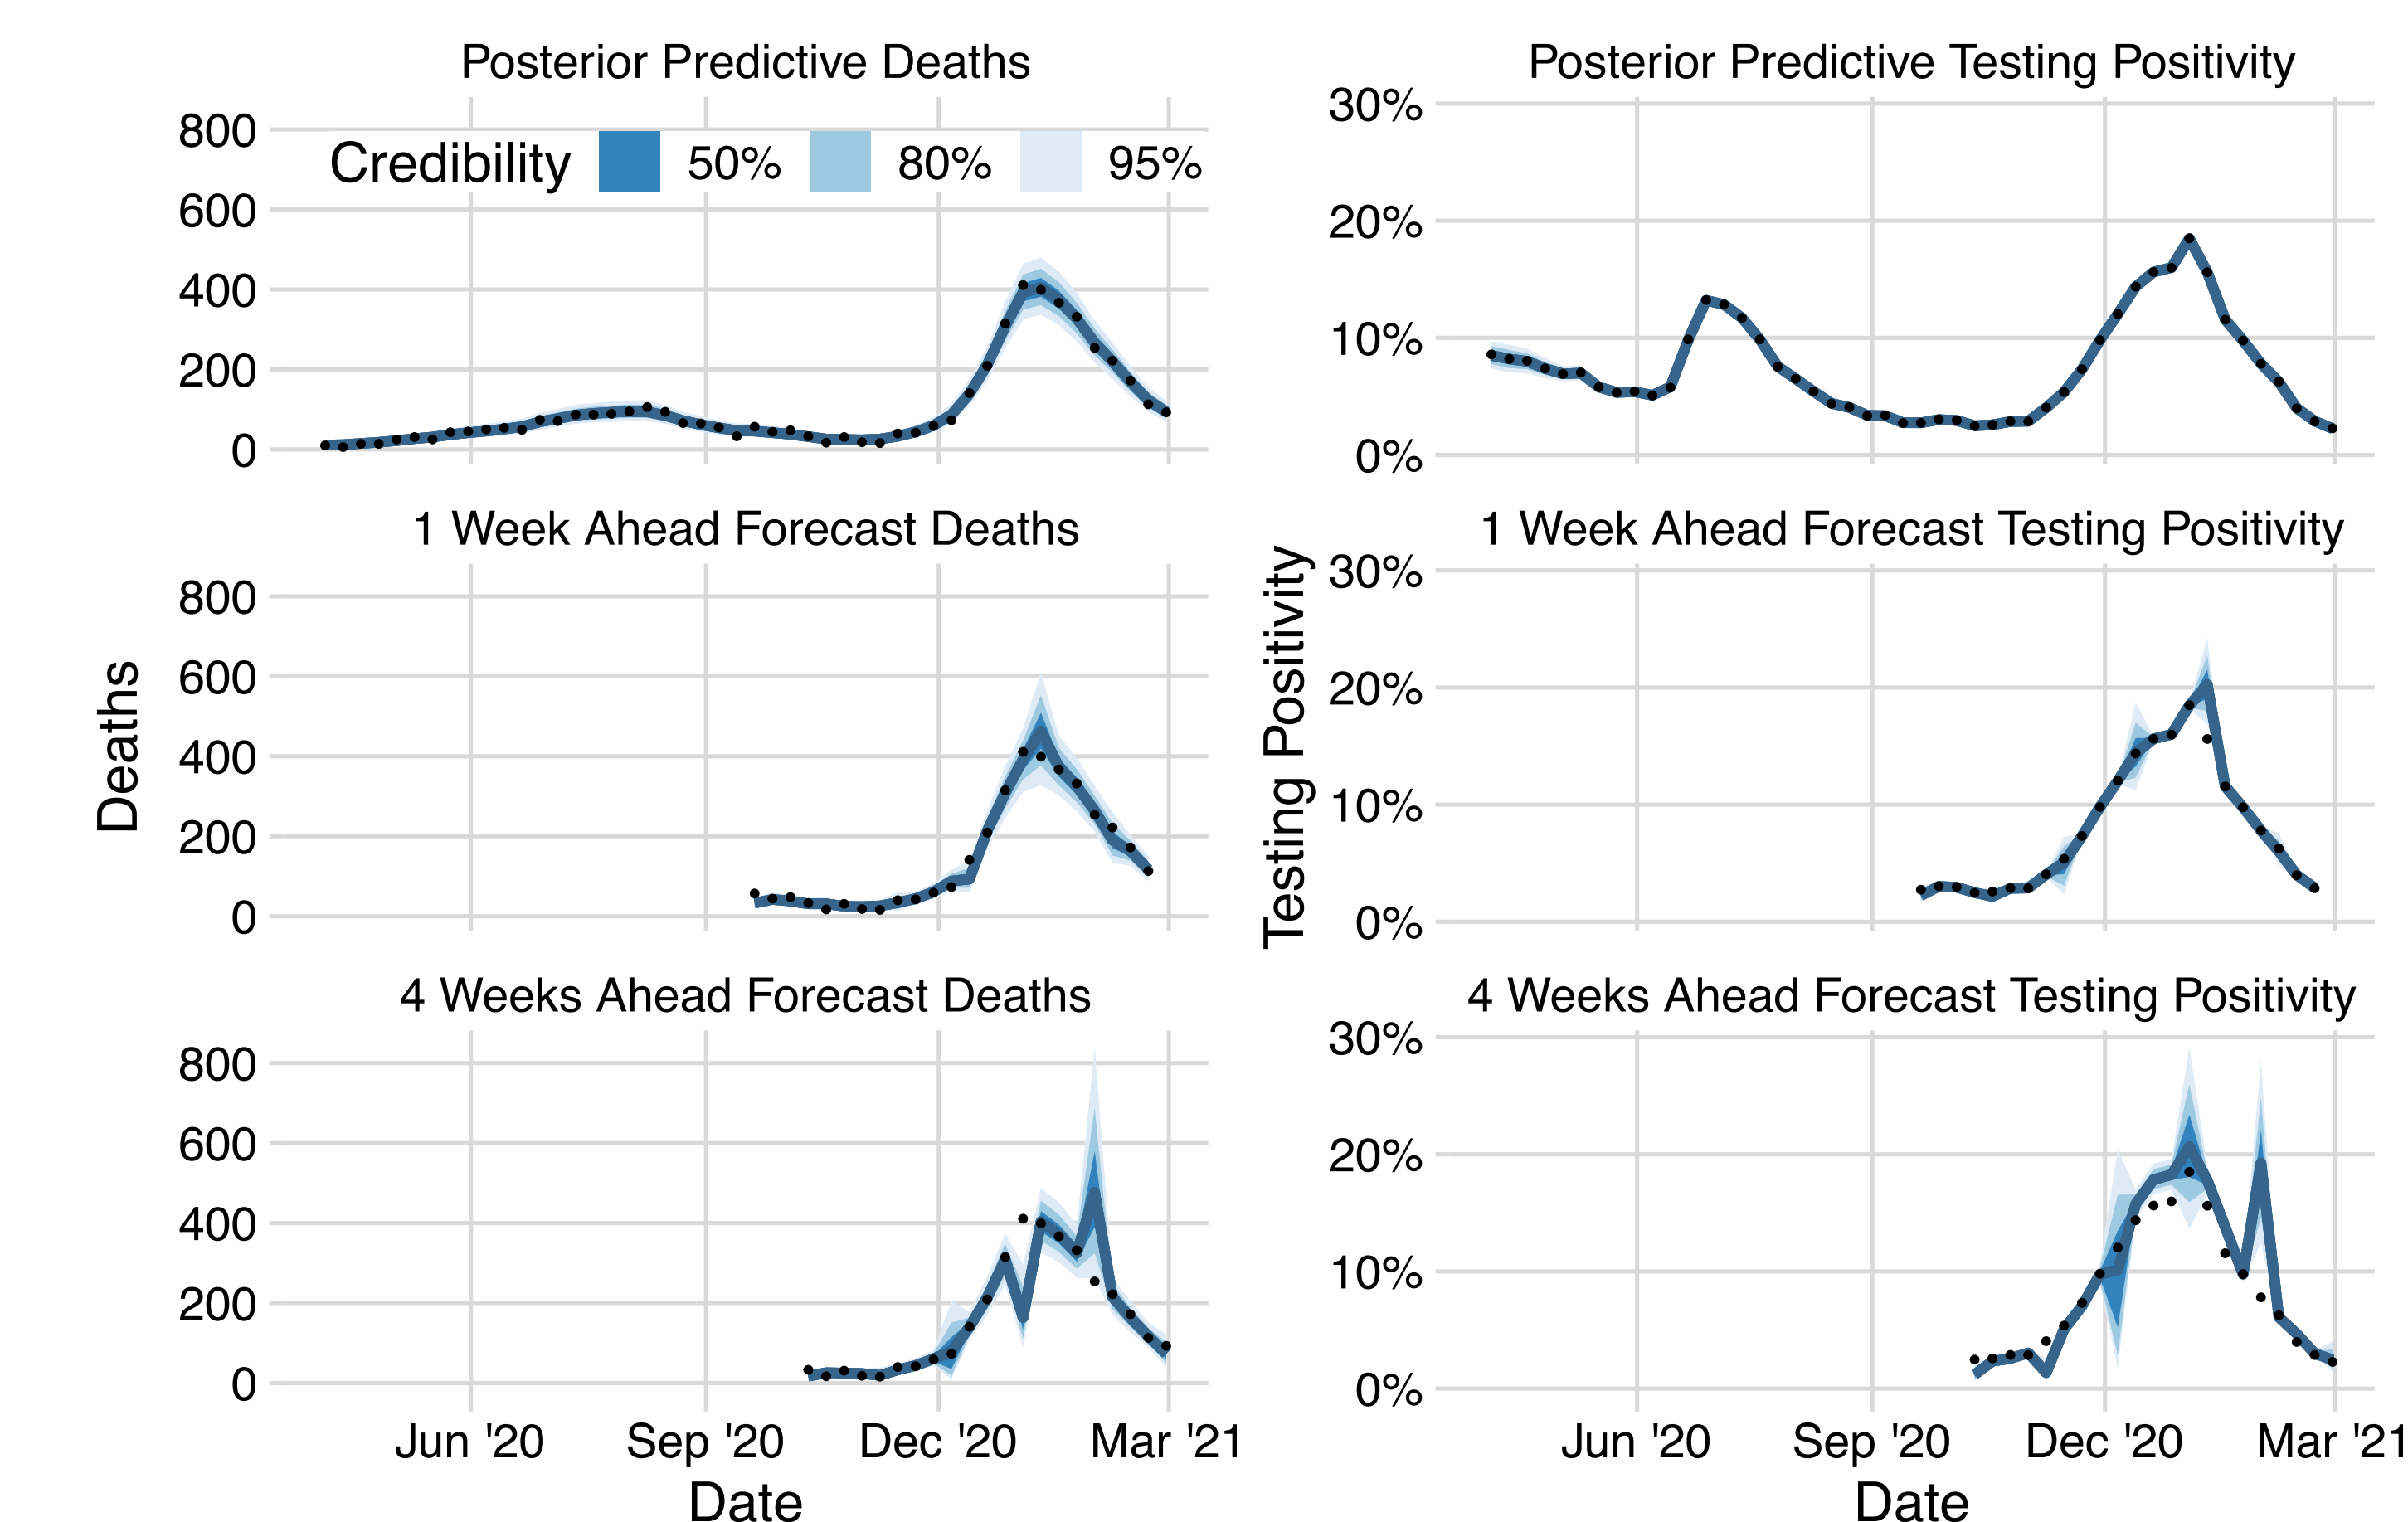 Posterior Predictive Deaths
800
600
400
200
0
Credibility 50% 80% 95%
Posterior Predictive Testing Positivity
30%
20%
10%
0%
1 Week Ahead Forecast Deaths
800
600
400
200
0
1 Week Ahead Forecast Testing Positivity
30%
20%
10%
0%
Deaths
Testing Positivity
4 Weeks Ahead Forecast Deaths
800
600
400
200
0
Jun '20 Sep '20 Dec '20 Mar '21
Date
4 Weeks Ahead Forecast Testing Positivity
30%
20%
10%
0%
Jun '20 Sep '20 Dec '20 Mar '21
Date